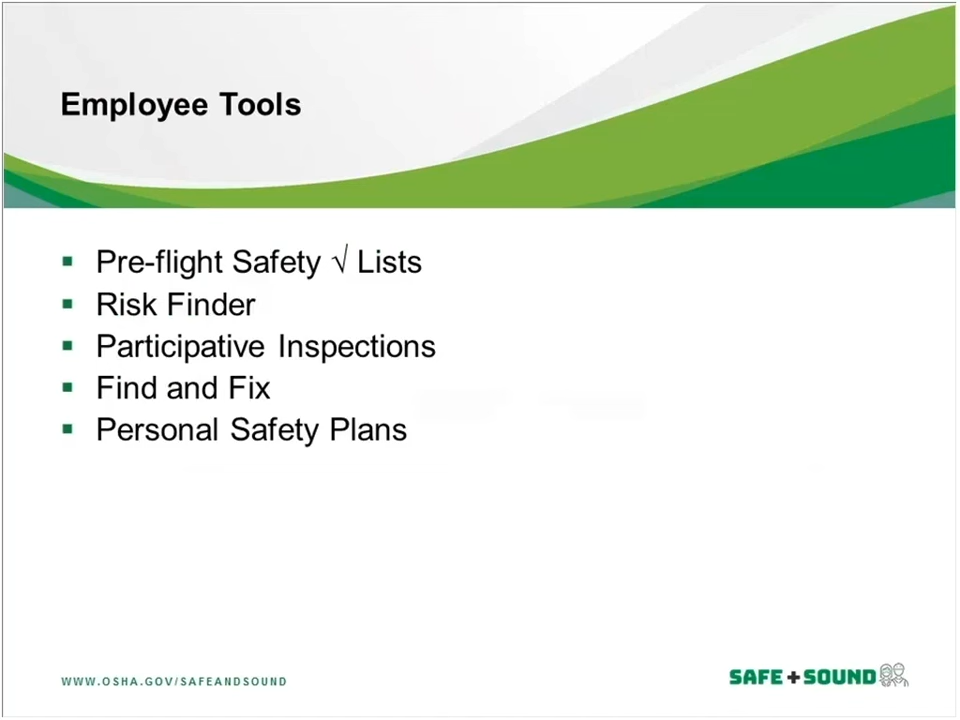 Employee Tools
Pre-flight Safety √ Lists
Risk Finder
Participative Inspections
Find and Fix
Personal Safety Plans
WWW.OSHA.GOV/SAFEANDSOUND
SAFE+SOUND